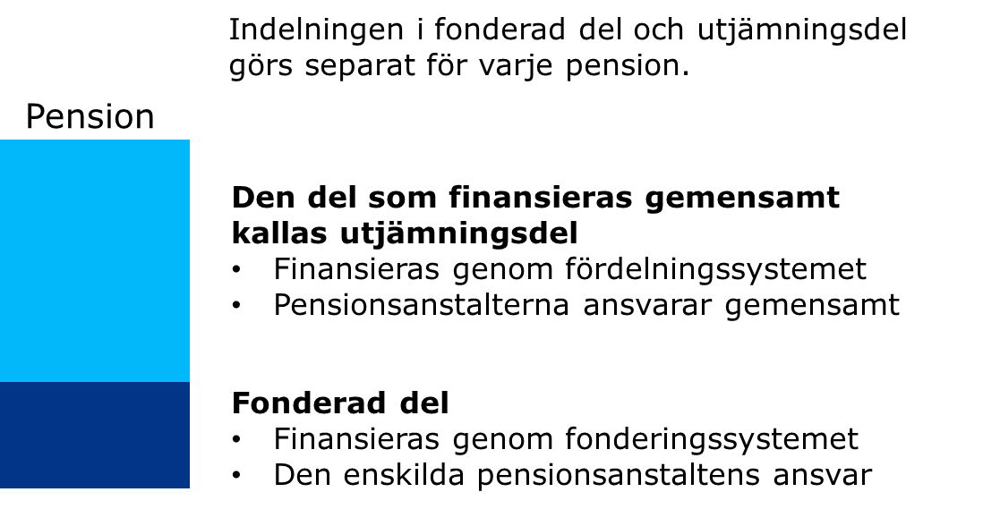 Indelningen i fonderad del och utjämningsdel
görs separat för varje pension.
Pension
Den del som finansieras gemensamt
kallas utjämningsdel
• Finansieras genom fördelningssystemet
• Pensionsanstalterna ansvarar gemensamt
Fonderad del
• Finansieras genom fonderingssystemet
• Den enskilda pensionsanstaltens ansvar